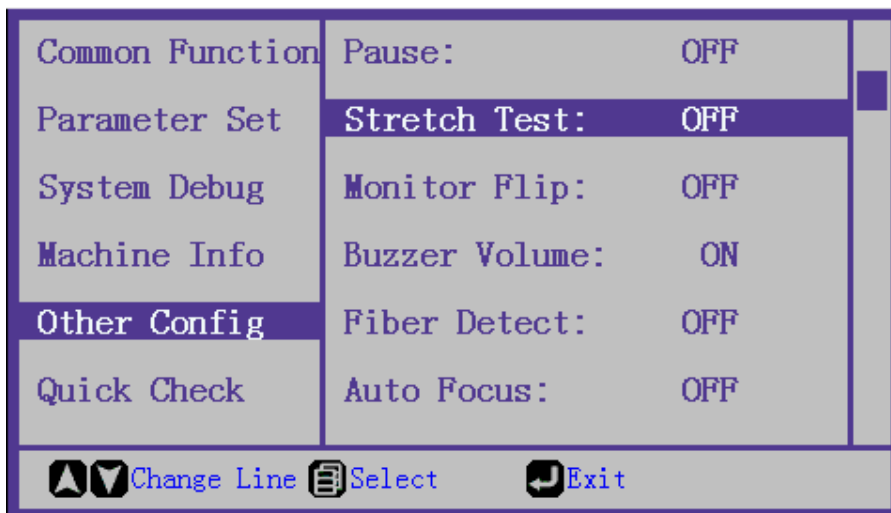 Common Function
Parameter Set
System Debug
Machine Info
Other Config
Quick Check
Pause: OFF
Stretch Test: OFF
Monitor Flip: OFF
Buzzer Volume: ON
Fiber Detect: OFF
Auto Focus: OFF
Change Line Select Exit